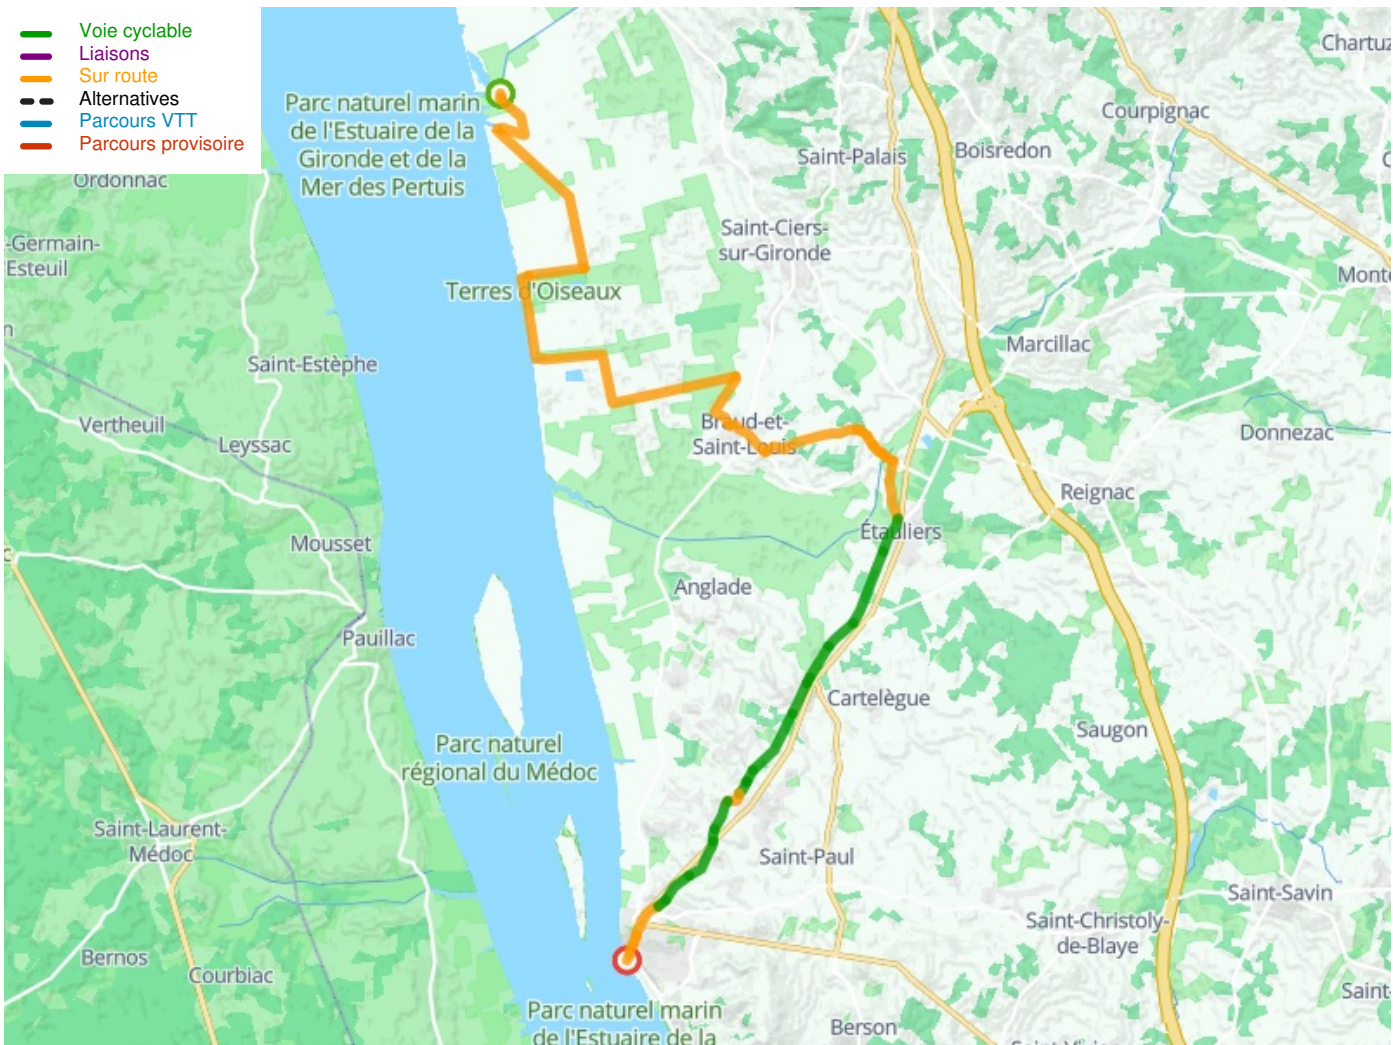 Voie cyclable
Liaisons
Sur route
Alternatives
Parcours VTT
Parcours provisoire
Chartuz
Parc naturel marin
de l'Estuaire de la
Gironde et de la
Mer des Pertuis
Courpignac
Saint-Palais
Boisredon
C
Ordonnac
Saint-Ciers-
sur-Gironde
-Germain-
Esteuil
Monte
Terres d'Oiseaux
n
Marcillac
Saint-Estèphe
Vertheuil
Braud-et-
Saint-Louis
Donnezac
Leyssac
Reignac
Étauliers
Mousset
c
Anglade
Pauillac
Cartelègue
Saugon
Parc naturel
régional du Médoc
Saint-Laurent-
Médoc
Saint-Paul
Saint-Savin
Saint-Christoly-
de-Blaye
Bernos
Courbiac
Saint-
Parc naturel marin
de l'Estuaire de la
Berson